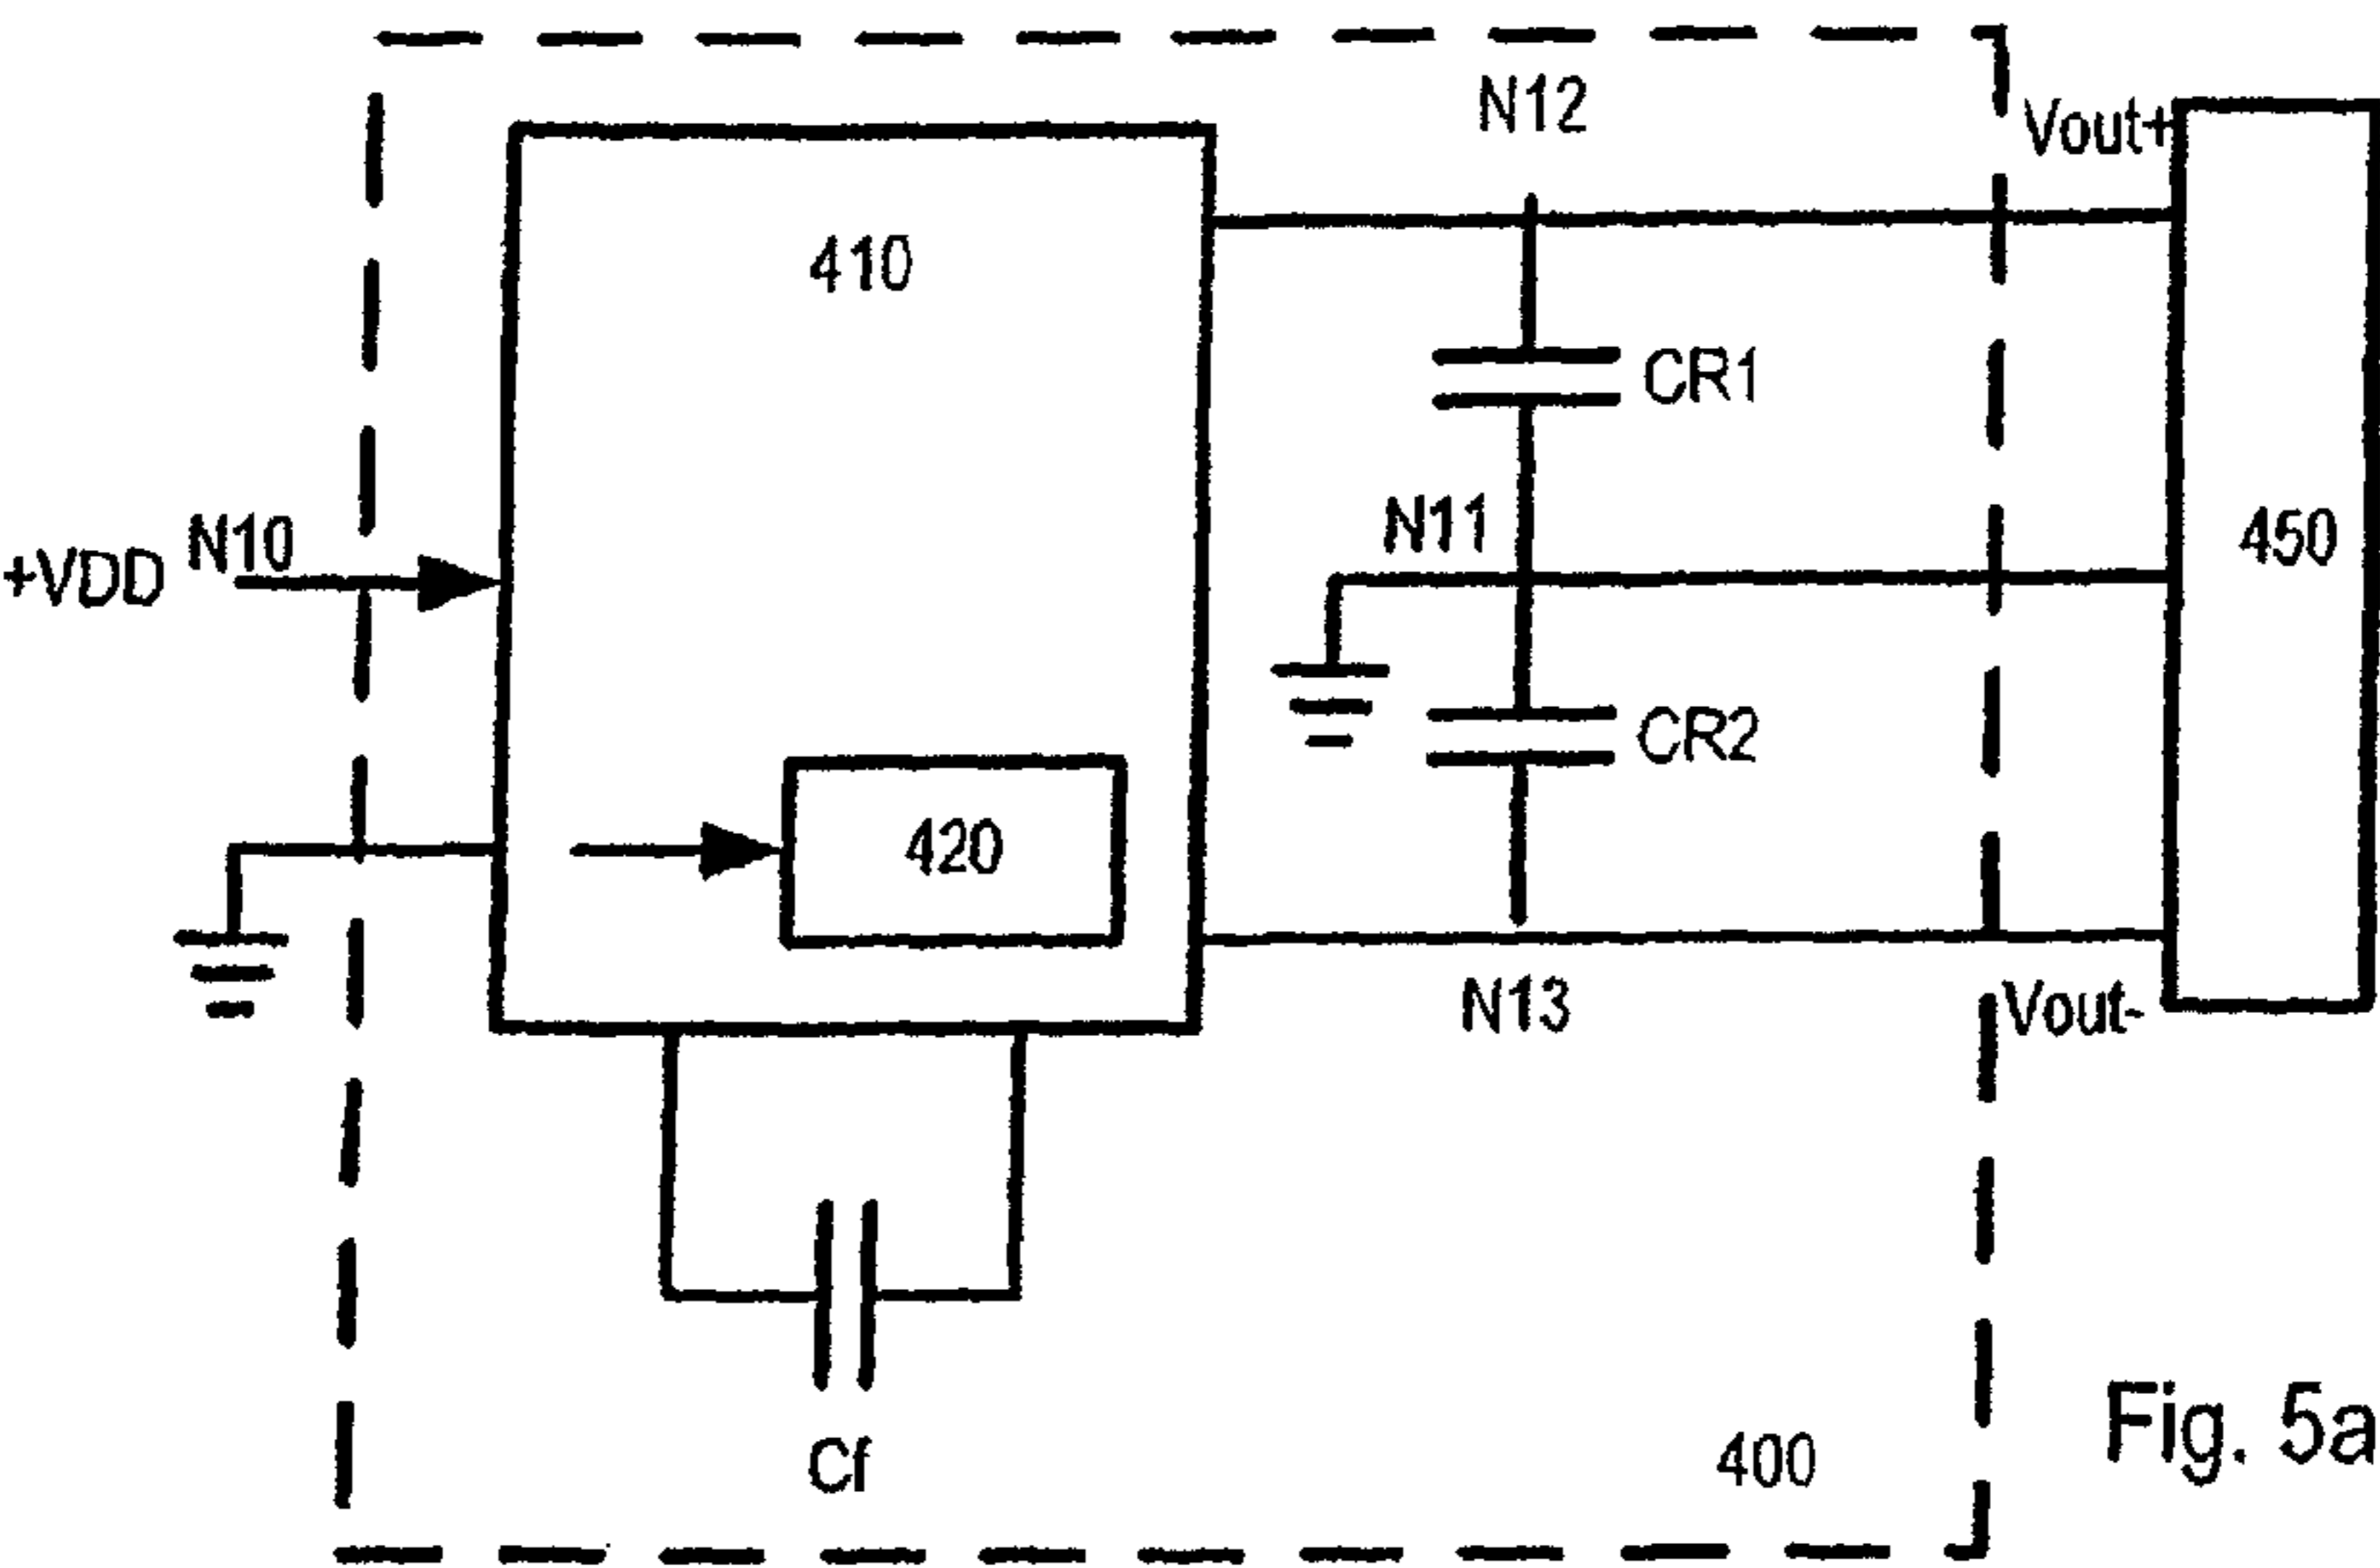 N12
Vout+
410
CR1
N10
+VDD
N11
450
CR2
420
N13
Vout-
Cf
400
Fig. 5a